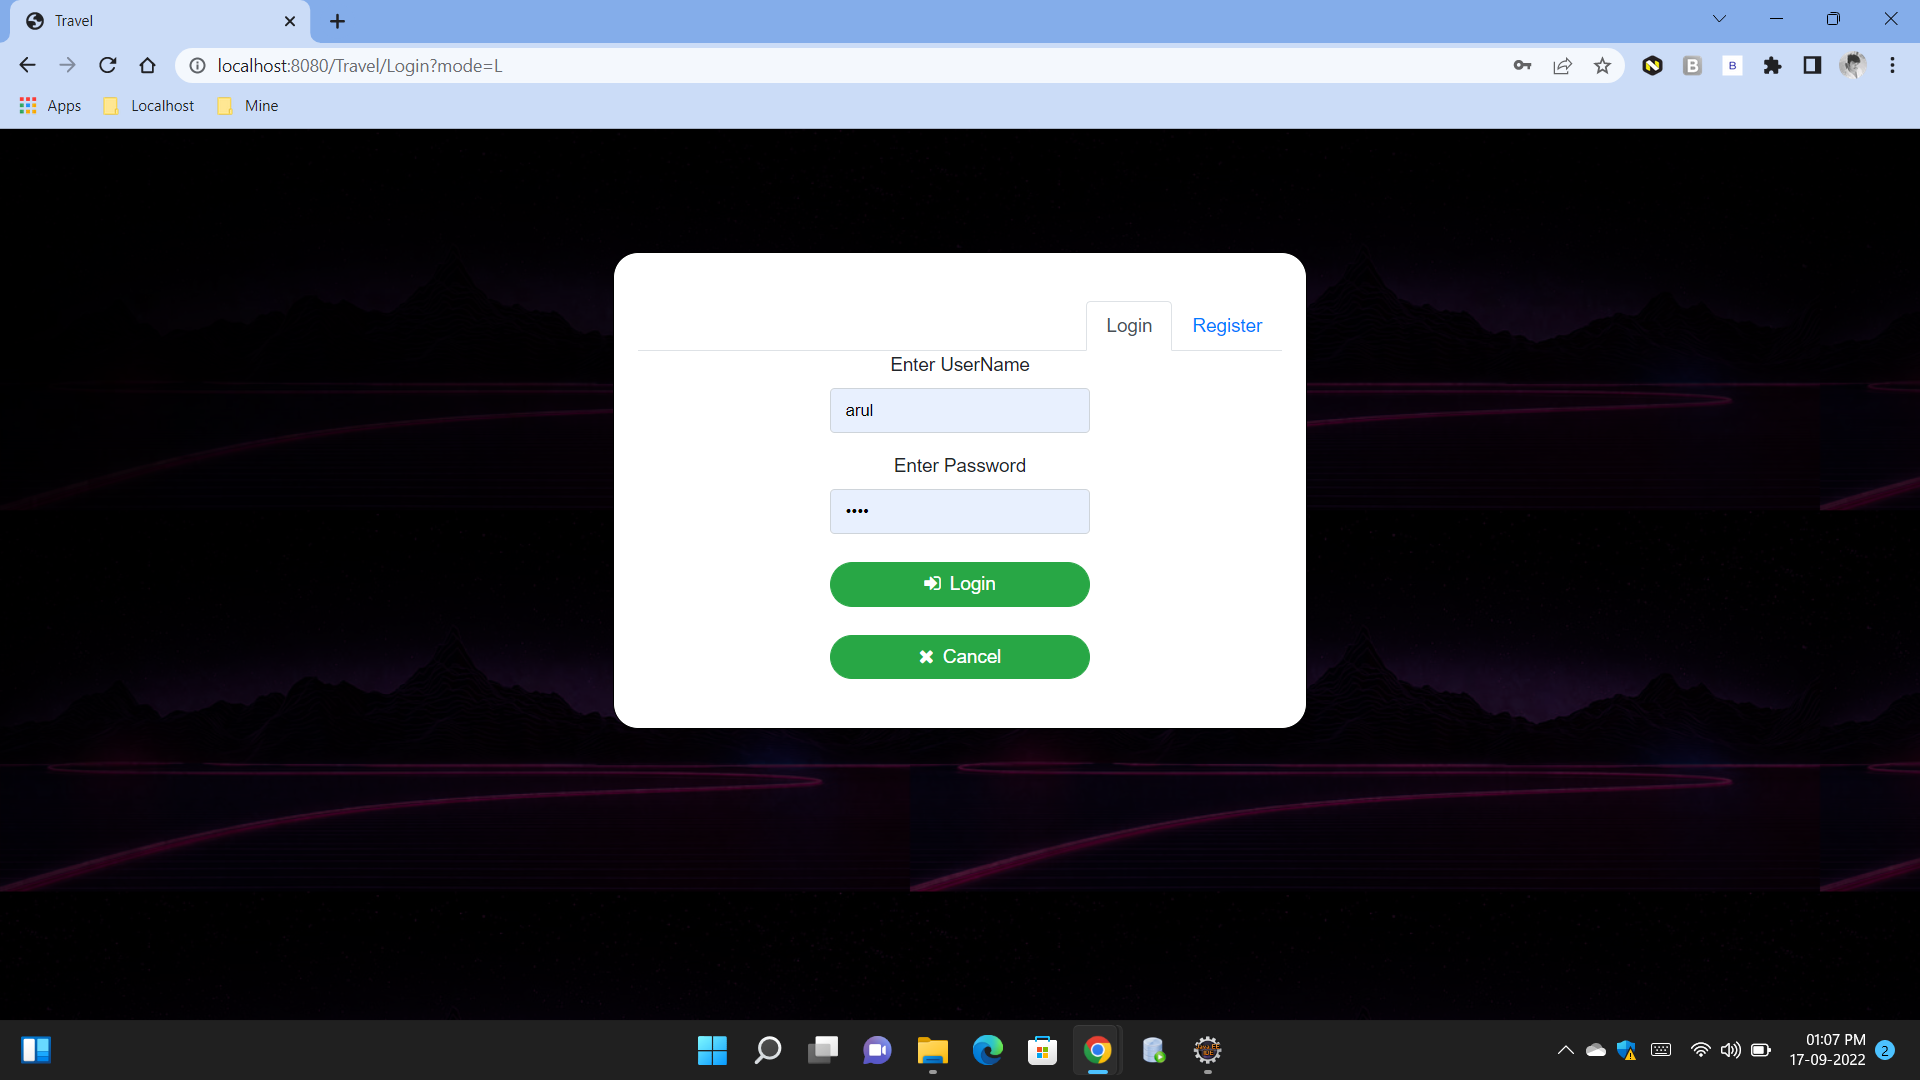 Travel
localhost:8080/Travel/Login?mode=L
Apps Localhost Mine
Login Register
Enter UserName
arul
Enter Password
••••
Login
Cancel
01:07 PM
17-09-2022 2